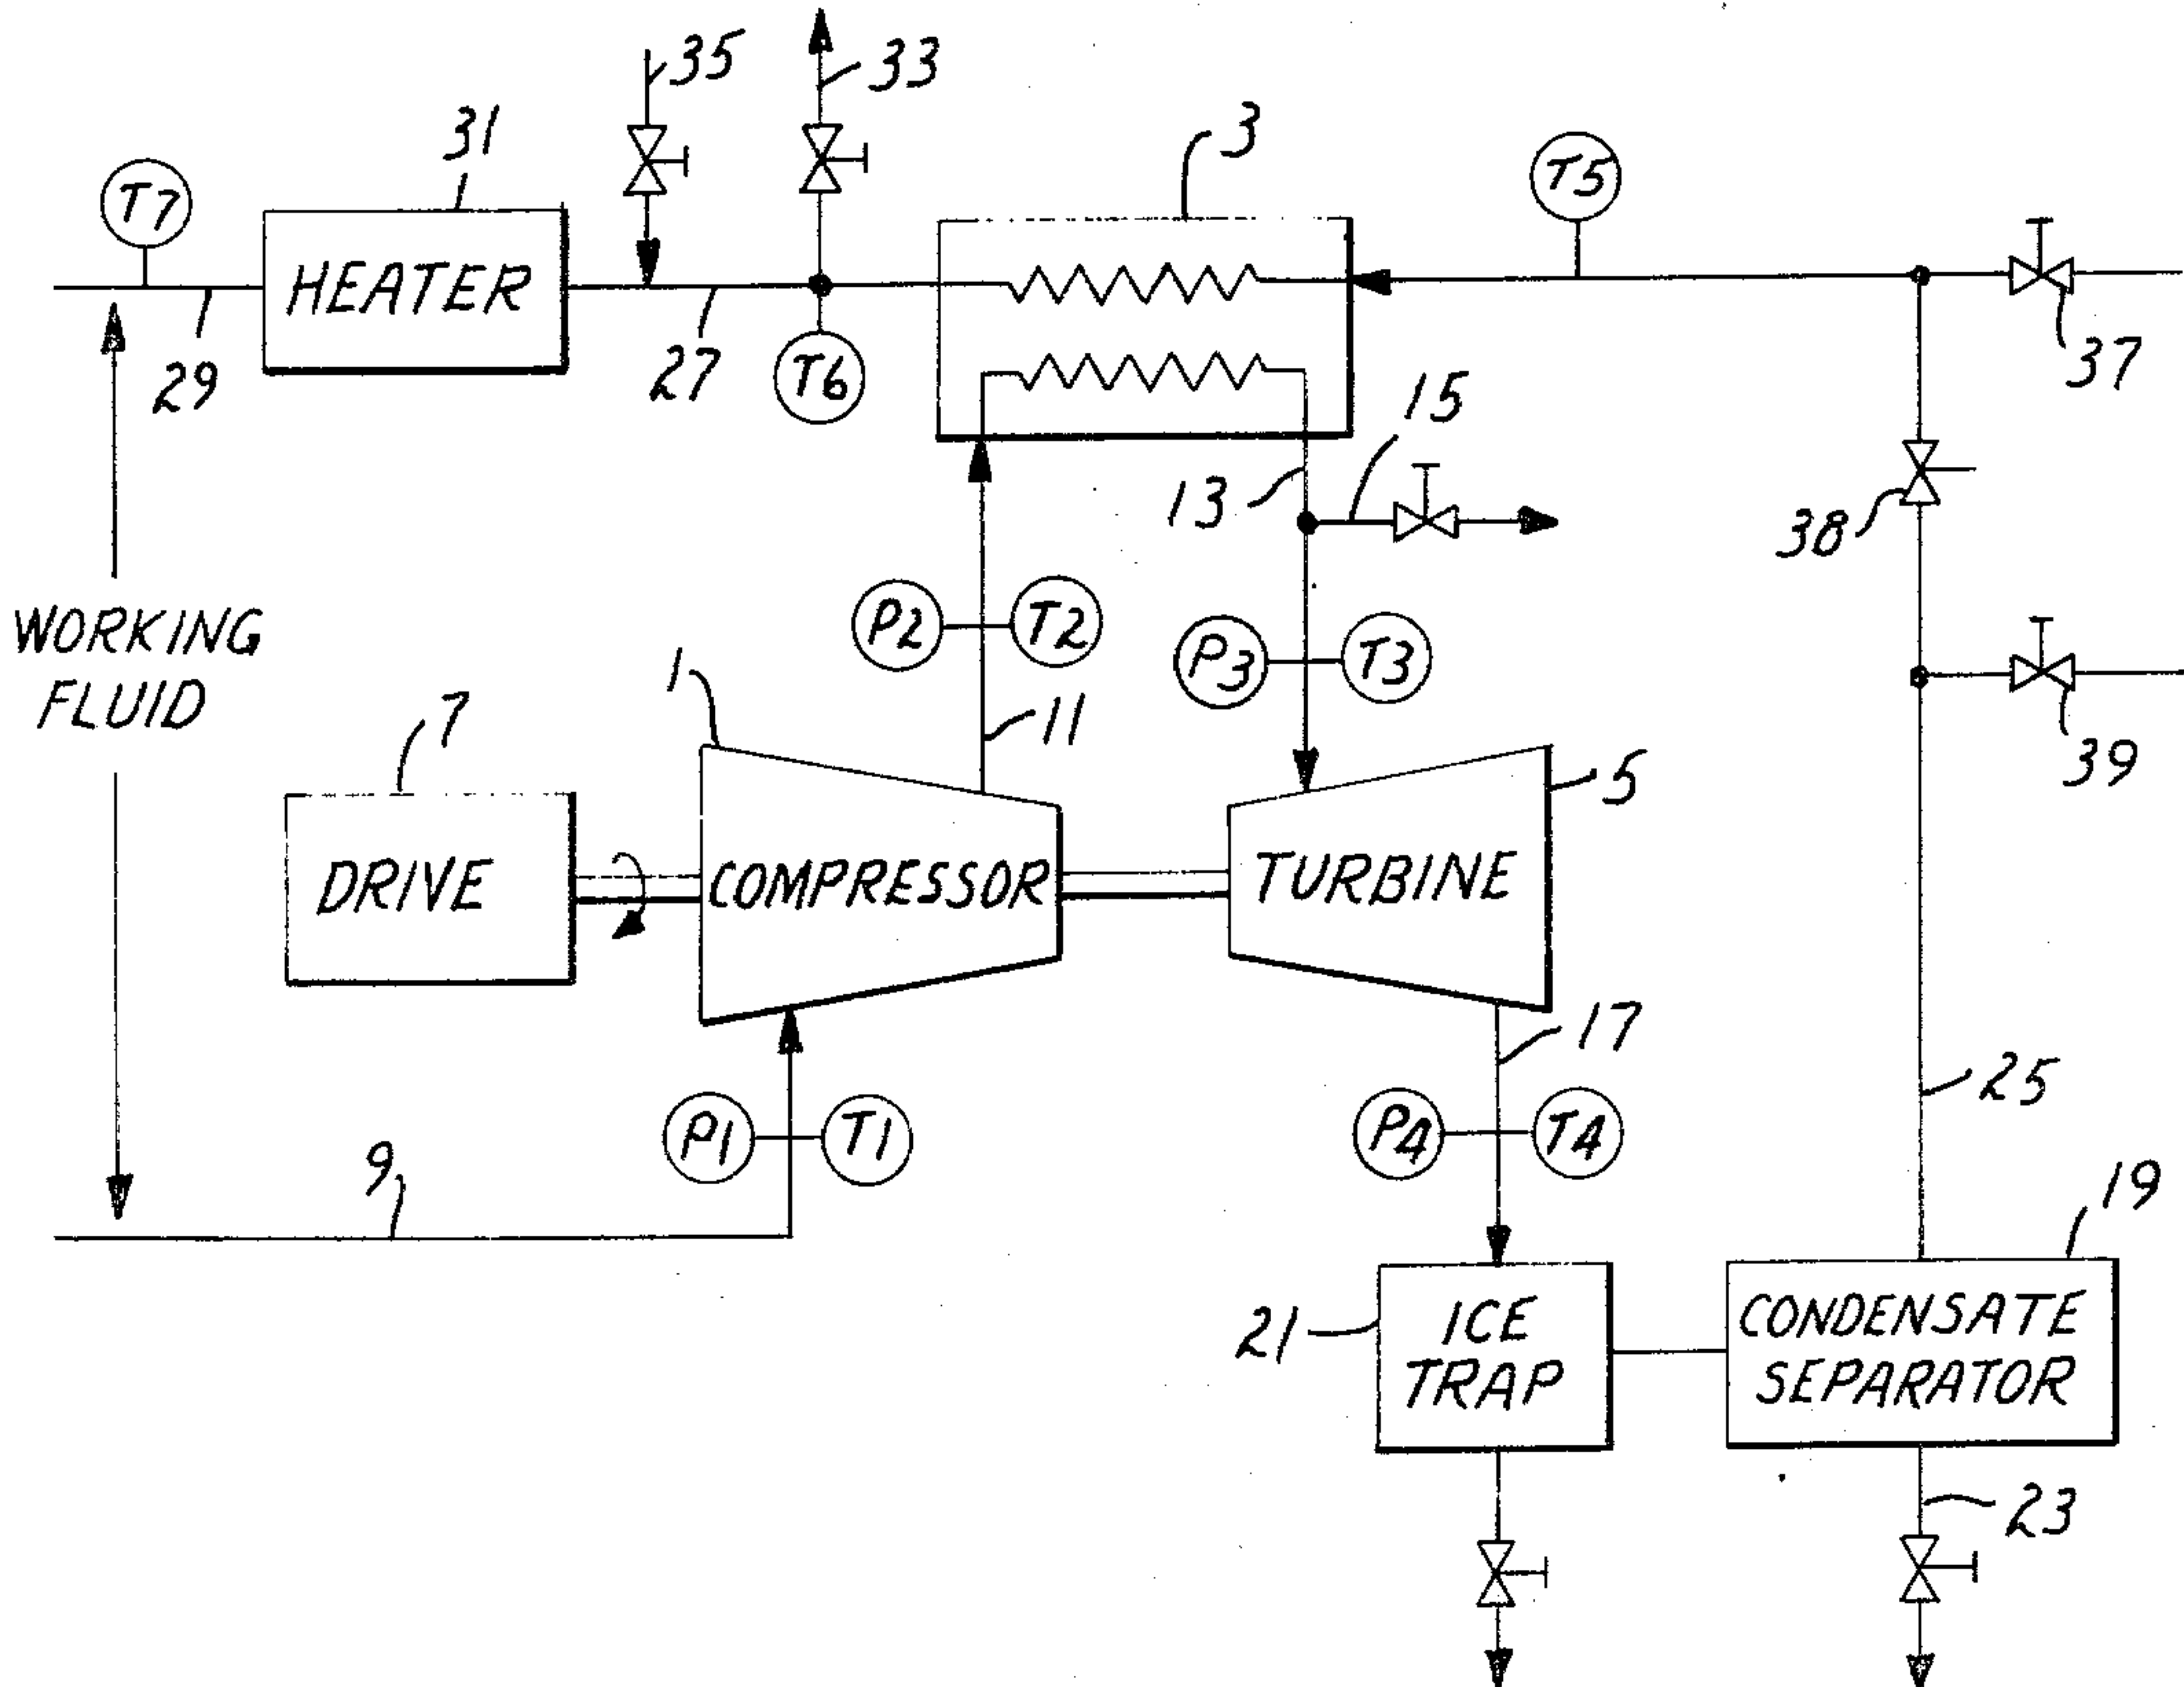 35
33
3
31
T7
T5
HEATER
29
27
T6
37
15
13
38
WORKING
FLUID
P2
T2
P3
T3
1
11
7
39
5
DRIVE
COMPRESSOR
TURBINE
17
25
P1
T1
P4
T4
9
19
21
ICE
TRAP
CONDENSATE
SEPARATOR
23